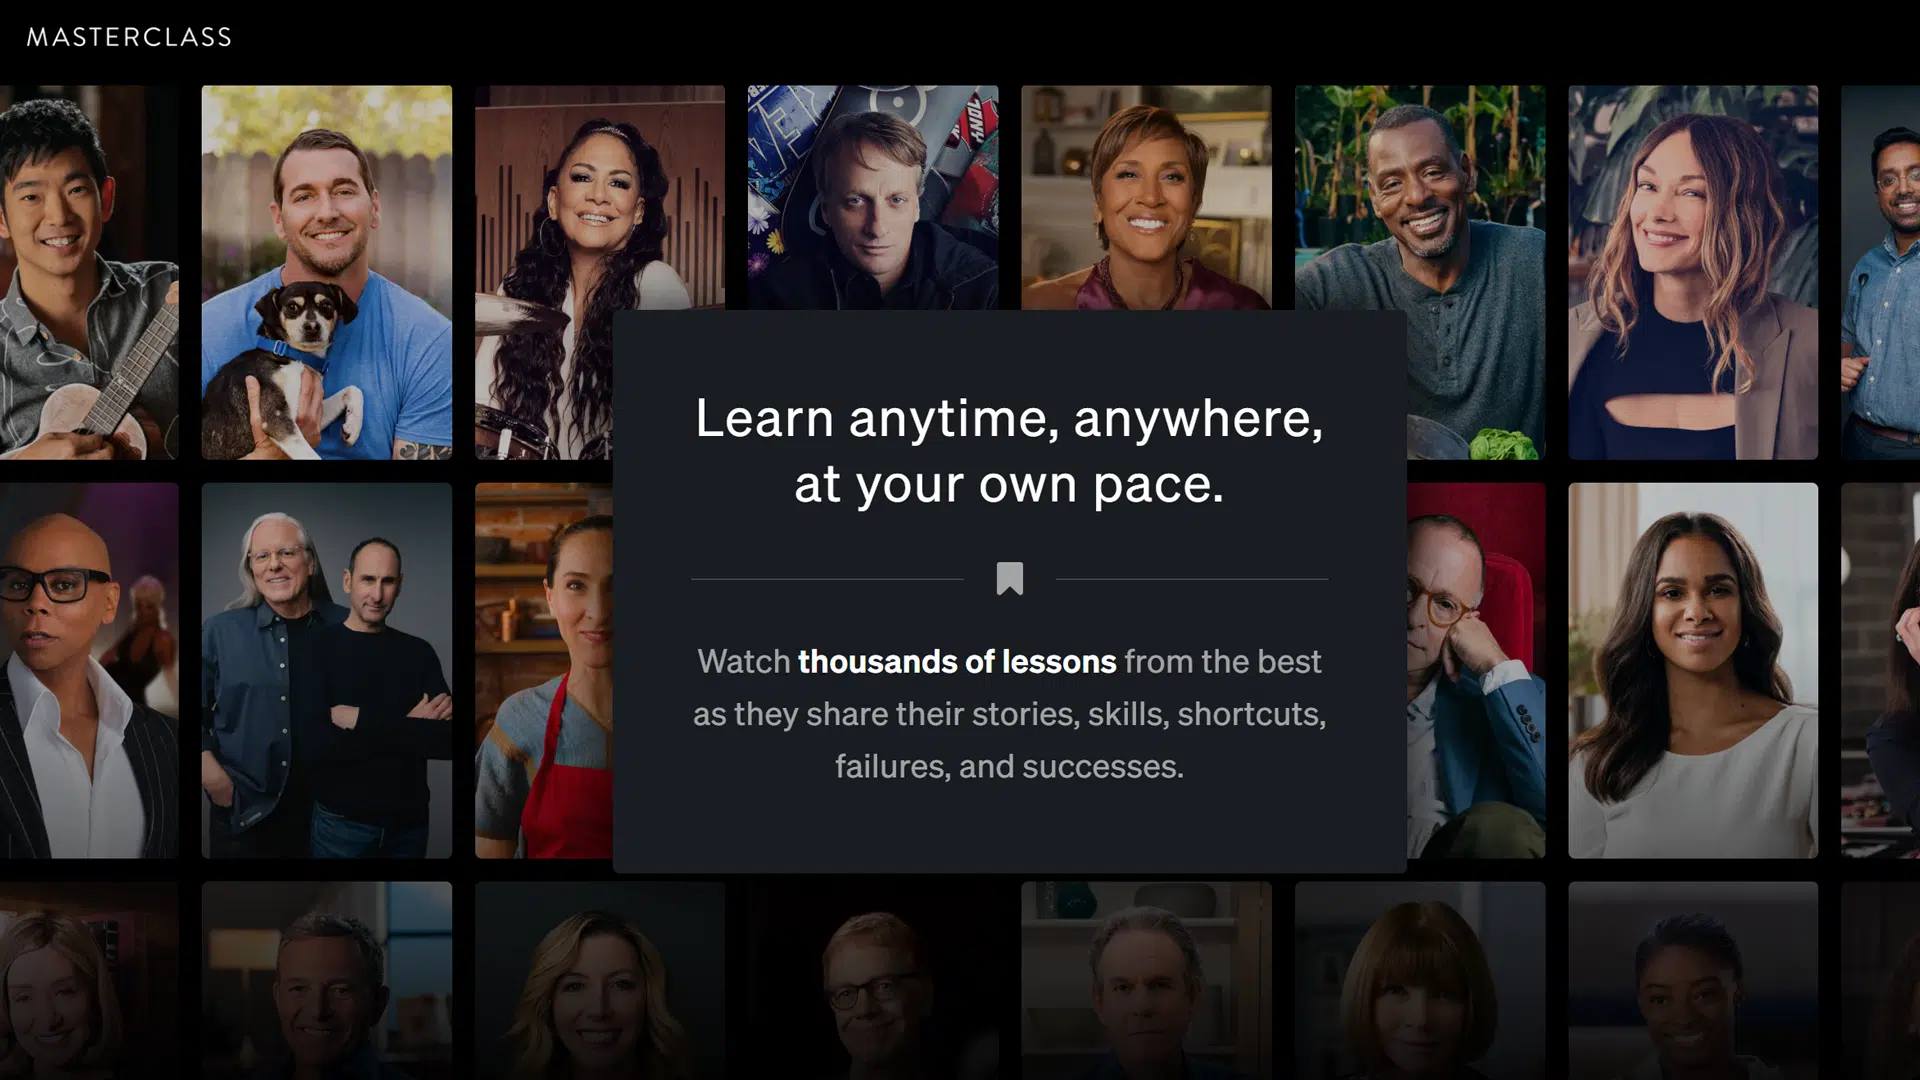 MASTERCLASS
Learn anytime, anywhere,
at your own pace.
Watch thousands of lessons from the best
as they share their stories, skills, shortcuts,
failures, and successes.